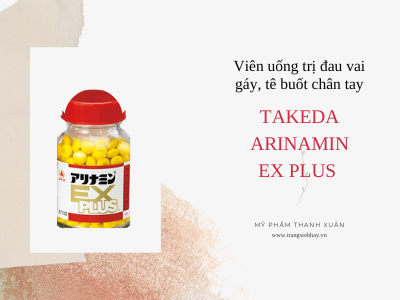 Viên uống trị đau vai
gáy, tê buốt chân tay
TAKEDA
ARINAMIN
EX PLUS
MỸ PHẨM THANH XUÂN
www.trangwebhay.vn
アリナミン
EX
PLUS